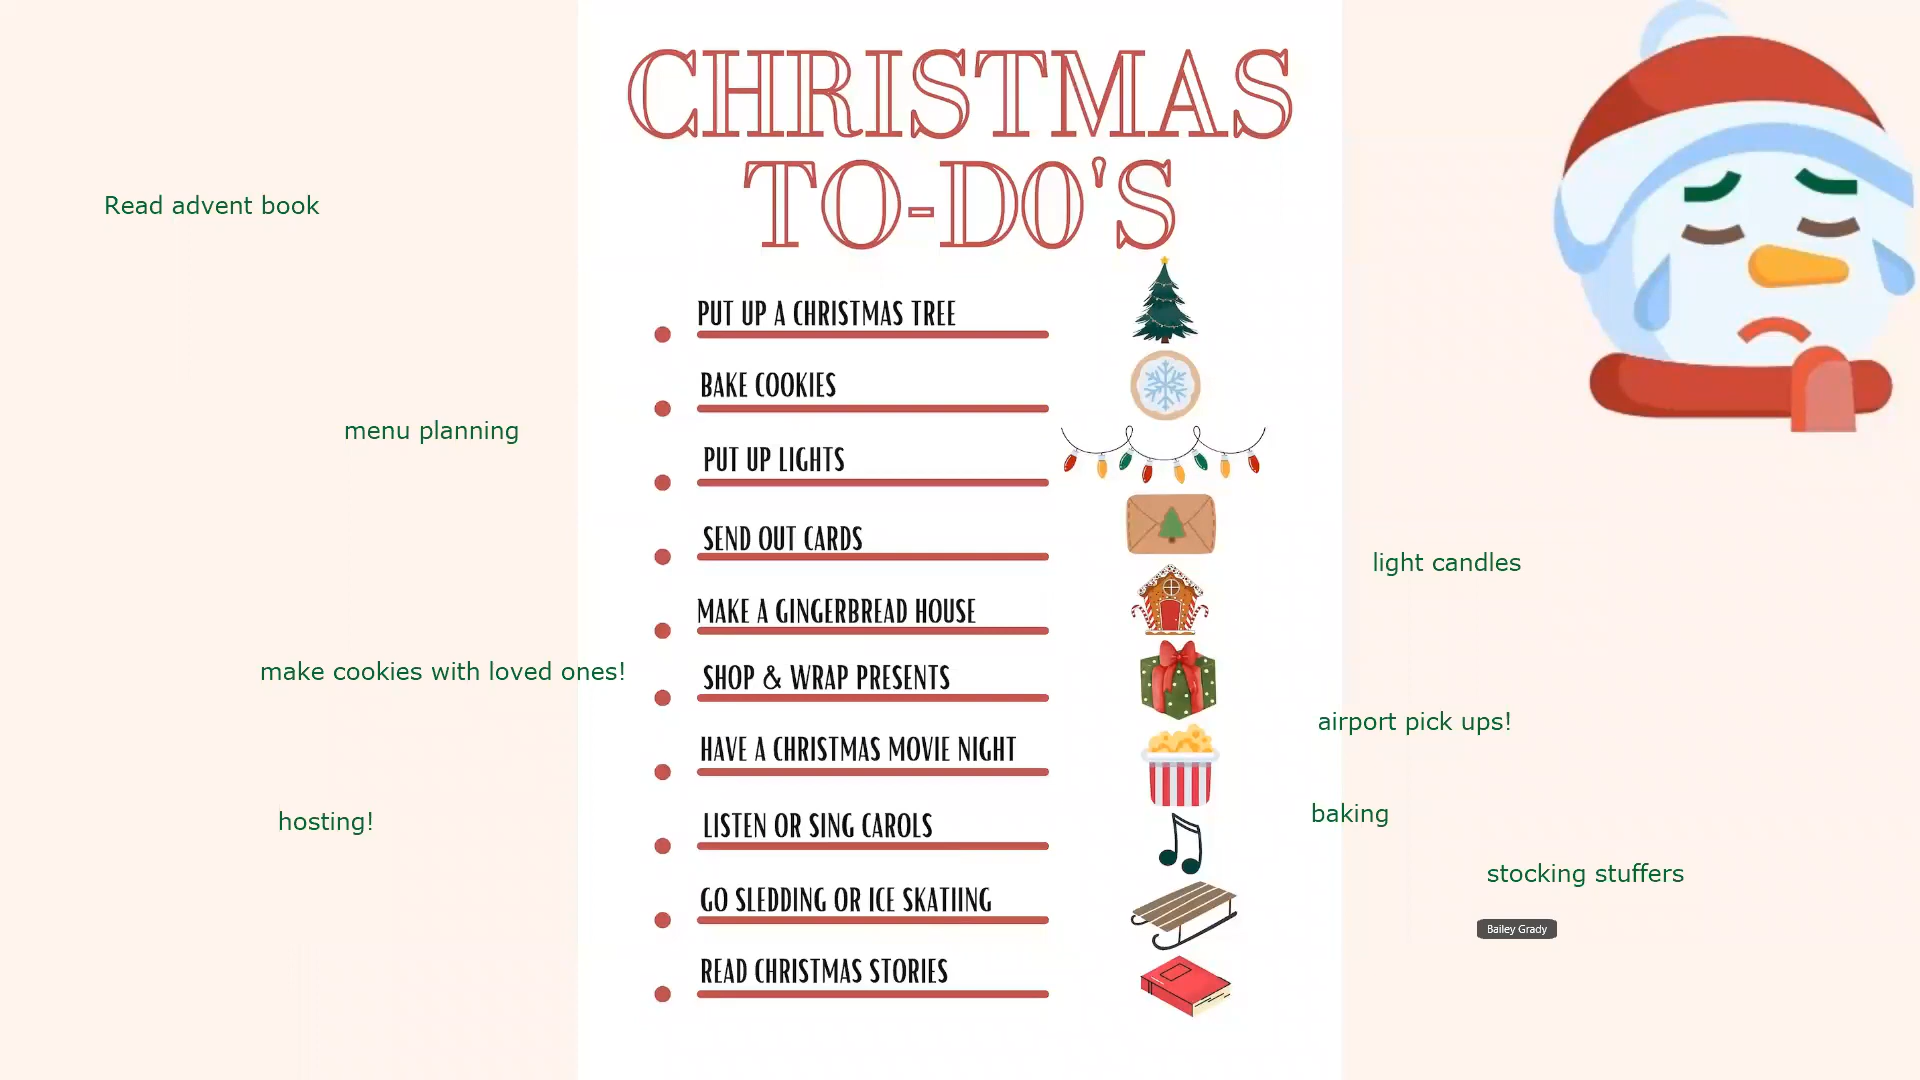 CHRISTMAS
TO-DO'S
Read advent book
PUT UP A CHRISTMAS TREE
BAKE COOKIES
menu planning
PUT UP LIGHTS
SEND OUT CARDS
light candles
MAKE A GINGERBREAD HOUSE
make cookies with loved ones!
SHOP & WRAP PRESENTS
airport pick ups!
HAVE A CHRISTMAS MOVIE NIGHT
baking
hosting!
LISTEN OR SING CAROLS
stocking stuffers
GO SLEDDING OR ICE SKATIING
Bailey Grady
READ CHRISTMAS STORIES